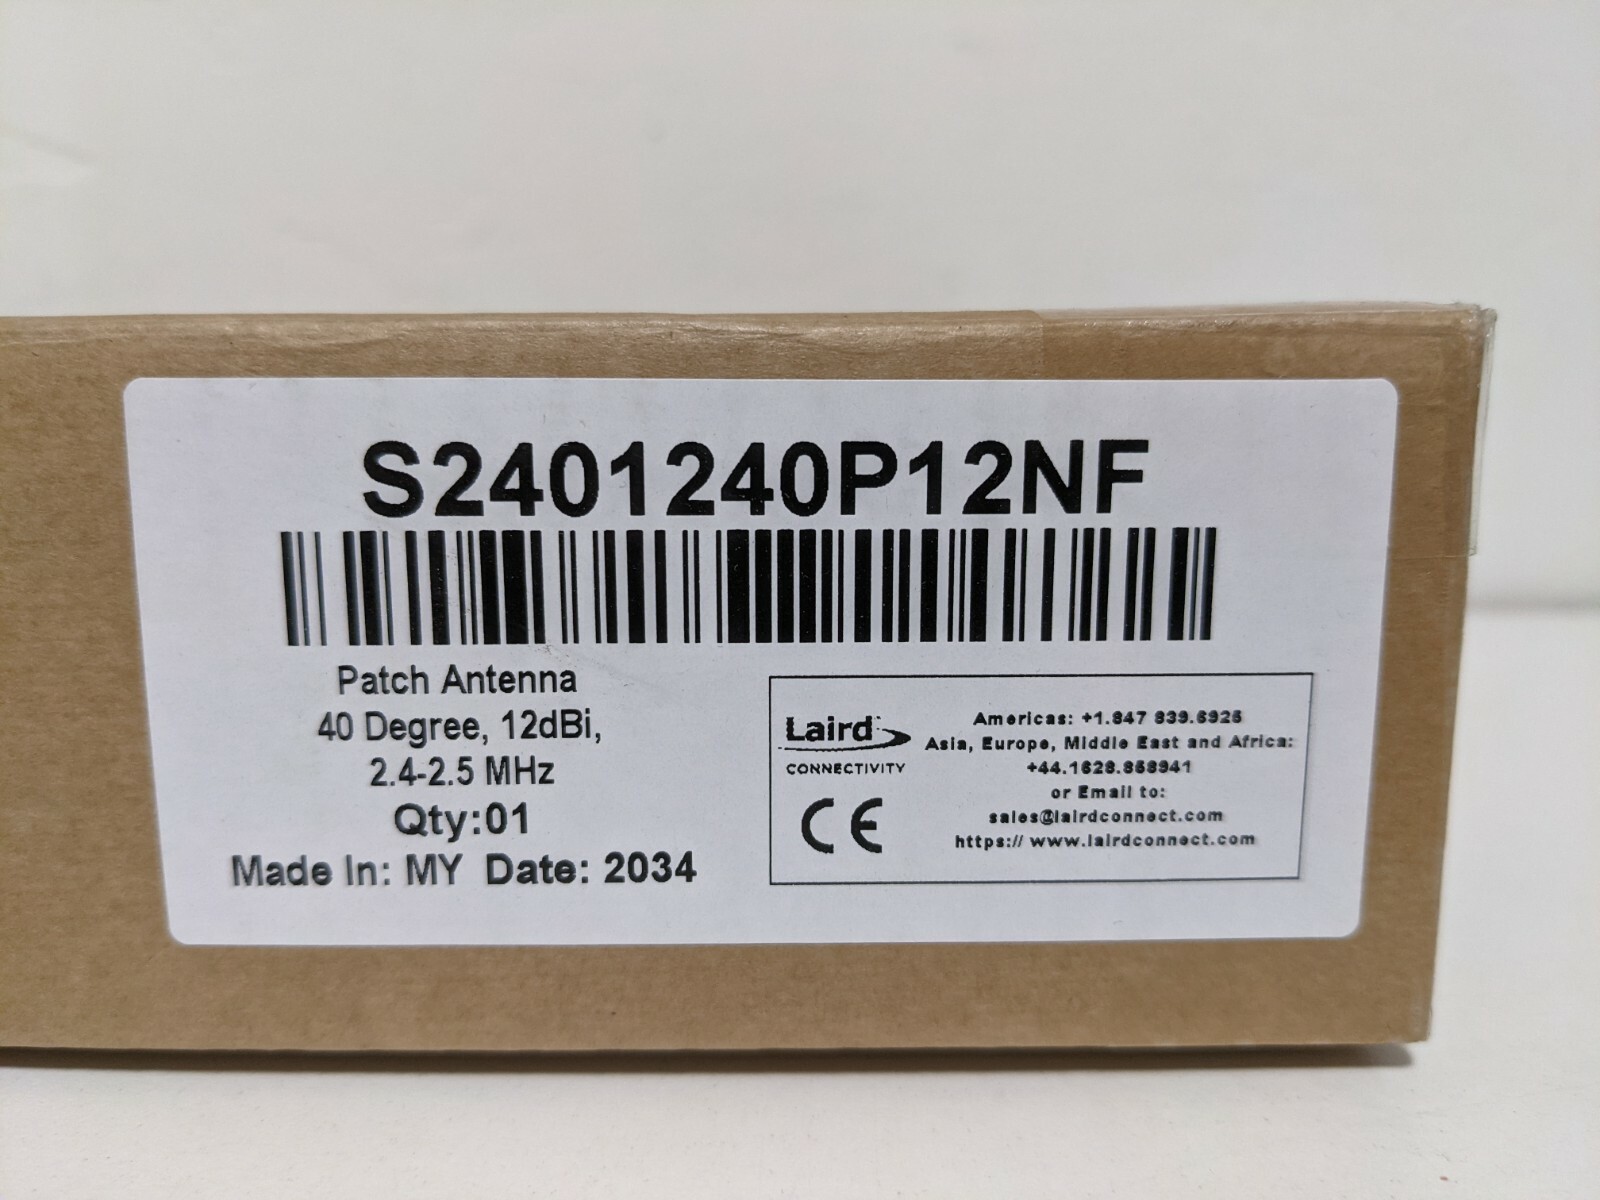 S2401240P12NF
Patch Antenna
40 Degree, 12dBi,
2.4-2.5 MHz
Qty:01
Made In: MY Date: 2034
Laird
CONNECTIVITY
CE
Americas: +1.847 839.6925
Asia, Europe, Middle East and Africa:
+44.1628.858941
or Email to:
sales@lairdconnect.com
https:// www.lairdconnect.com